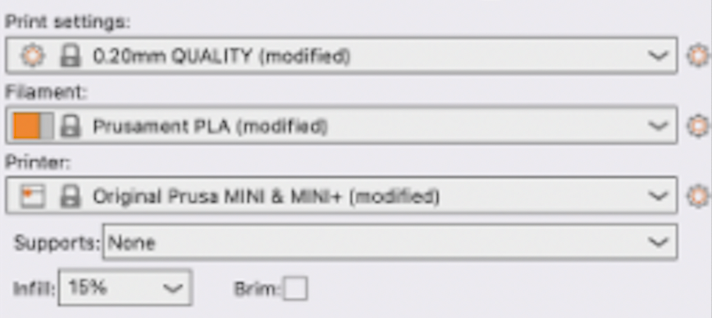 Print settings:
0.20mm QUALITY (modified)
Filament:
Prusament PLA (modified)
Printer:
Original Prusa MINI & MINI+ (modified)
Supports: None
Infill: 15% Brim: